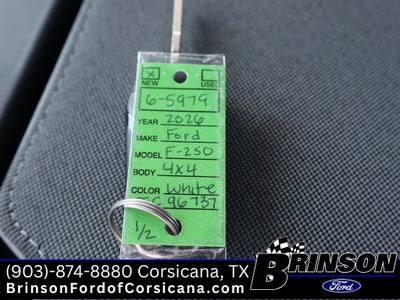 X
NEW USED
6-5979
YEAR 2026
MAKE Ford
MODEL F-250
BODY 4x4
COLOR White
96737
1/2
(903)-874-8880 Corsicana, TX
BrinsonFordofCorsicana.com
BRINSON
Ford